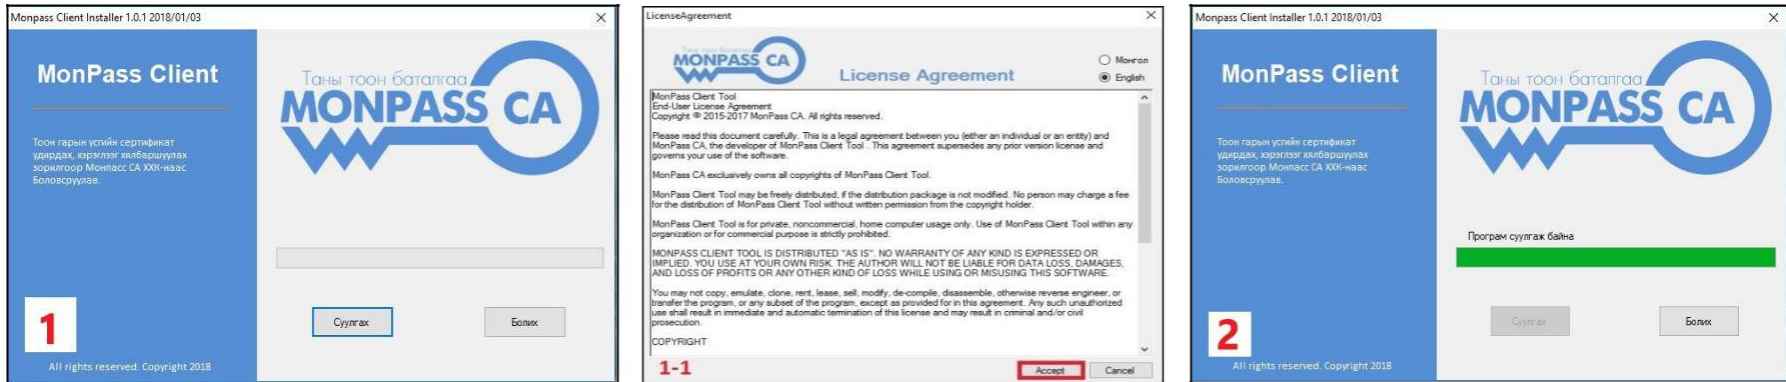 Monpass Client Installer 1.0.1 2018/01/03
MonPass Client
Тоон гарын үсгийн сертификат
удирдах, хэрэглээг хялбаршуулах
зорилгоор Монпасс СА ХХК-наас
Боловсруулав.
1
All rights reserved. Copyright 2018
Таны тоон баталгаа
MONPASS CA
Суулгах
Болих
LicenseAgreement
Таны тоон баталгаа
MONPASS CA
License Agreement
Монгол
English
MonPass Client Tool
End-User License Agreement
Copyright © 2015-2017 MonPass CA. All rights reserved.
Please read this document carefully. This is a legal agreement between you (either an individual or an entity) and
MonPass CA, the developer of MonPass Client Tool . This agreement supersedes any prior version license and
governs your use of the software.
MonPass CA exclusively owns all copyrights of MonPass Client Tool.
MonPass Client Tool may be freely distributed, if the distribution package is not modified. No person may charge a fee
for the distribution of MonPass Client Tool without written permission from the copyright holder.
MonPass Client Tool is for private, noncommercial, home computer usage only. Use of MonPass Client Tool within any
organization or for commercial purpose is strictly prohibited.
MONPASS CLIENT TOOL IS DISTRIBUTED "AS IS". NO WARRANTY OF ANY KIND IS EXPRESSED OR
IMPLIED. YOU USE AT YOUR OWN RISK. THE AUTHOR WILL NOT BE LIABLE FOR DATA LOSS, DAMAGES,
AND LOSS OF PROFITS OR ANY OTHER KIND OF LOSS WHILE USING OR MISUSING THIS SOFTWARE.
You may not copy, emulate, clone, rent, lease, sell, modify, de-compile, disassemble, otherwise reverse engineer, or
transfer the program, or any subset of the program, except as provided for in this agreement. Any such unauthorized
use shall result in immediate and automatic termination of this license and may result in criminal and/or civil
prosecution.
COPYRIGHT
1-1
Accept
Cancel
Monpass Client Installer 1.0.1 2018/01/03
MonPass Client
Тоон гарын үсгийн сертификат
удирдах, хэрэглээг хялбаршуулах
зорилгоор Монпасс СА ХХК-наас
Боловсруулав.
2
All rights reserved. Copyright 2018
Таны тоон баталгаа
MONPASS CA
Програм суулгаж байна
Суулгах
Болих